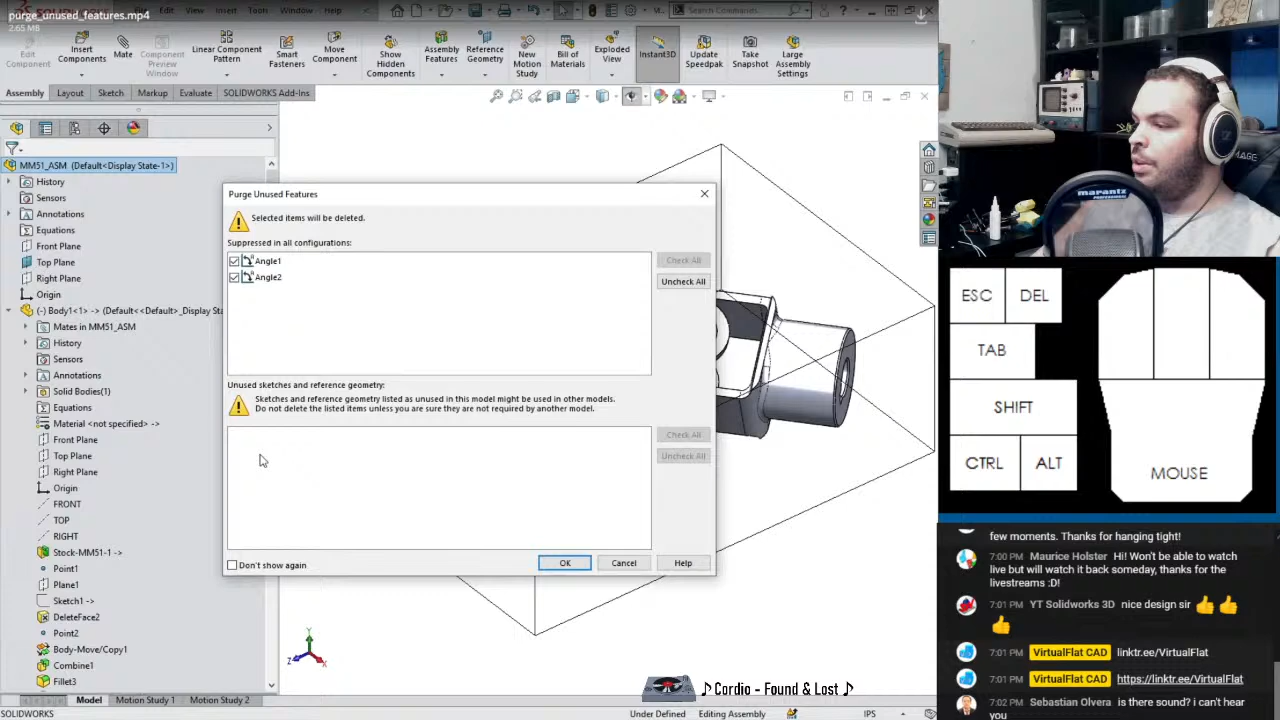 purge_unused_features.mp4
2.65 MB
Search Commands
Edit
Component
Insert
Components
Mate
Component
Preview
Window
Linear Component
Pattern
Smart
Fasteners
Move
Component
Show
Hidden
Components
Assembly
Features
Reference
Geometry
New
Motion
Study
Bill of
Materials
Exploded
View
Instant3D
Update
Speedpak
Take
Snapshot
Large
Assembly
Settings
Assembly Layout Sketch Markup Evaluate SOLIDWORKS Add-Ins
MM51_ASM (Default<Display State-1>)
History
Sensors
Annotations
Equations
Front Plane
Top Plane
Right Plane
Origin
(-) Body1<1> -> (Default<<Default>_Display Sta
Mates in MM51_ASM
History
Sensors
Annotations
Solid Bodies(1)
Equations
Material <not specified> ->
Front Plane
Top Plane
Right Plane
Origin
FRONT
TOP
RIGHT
Stock-MM51-1 ->
Point1
Plane1
Sketch1 ->
DeleteFace2
Point2
Body-Move/Copy1
Combine1
Fillet3
Purge Unused Features
Selected items will be deleted.
Suppressed in all configurations:
Angle1
Angle2
Check All
Uncheck All
Unused sketches and reference geometry:
Sketches and reference geometry listed as unused in this model might be used in other models.
Do not delete the listed items unless you are sure they are not required by another model.
Check All
Uncheck All
Don't show again
OK Cancel Help
Y
Z
X
♪ Cordio - Found & Lost ♪
Model Motion Study 1 Motion Study 2
Under Defined Editing Assembly IPS
marantz
PROFESSIONAL
ESC DEL
TAB
SHIFT
CTRL ALT
MOUSE
few moments. Thanks for hanging tight!
7:00 PM Maurice Holster Hi! Won't be able to watch
live but will watch it back someday, thanks for the
livestreams :D!
7:01 PM YT Solidworks 3D nice design sir 👍👍
👍
7:01 PM VirtualFlat CAD linktr.ee/VirtualFlat
7:01 PM VirtualFlat CAD https://linktr.ee/VirtualFlat
7:02 PM Sebastian Olvera is there sound? i can't hear
you